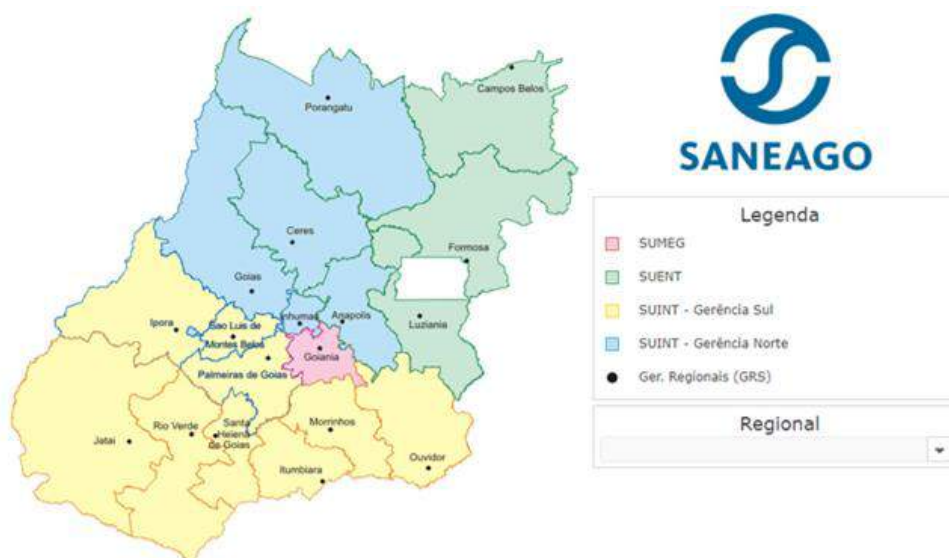 Campos Belos
Porangatu
Ceres
Formosa
Goias
Inhumas
Anapolis
Luziania
Ipora
Sao Luis de
Montes Belos
Goiania
Palmeiras de Goias
Santa
Helena
de Goias
Rio Verde
Morrinhos
Jatai
Itumbiara
Ouvidor
SANEAGO
Legenda
SUMEG
SUENT
SUINT - Gerência Sul
SUINT - Gerência Norte
Ger. Regionais (GRS)
Regional